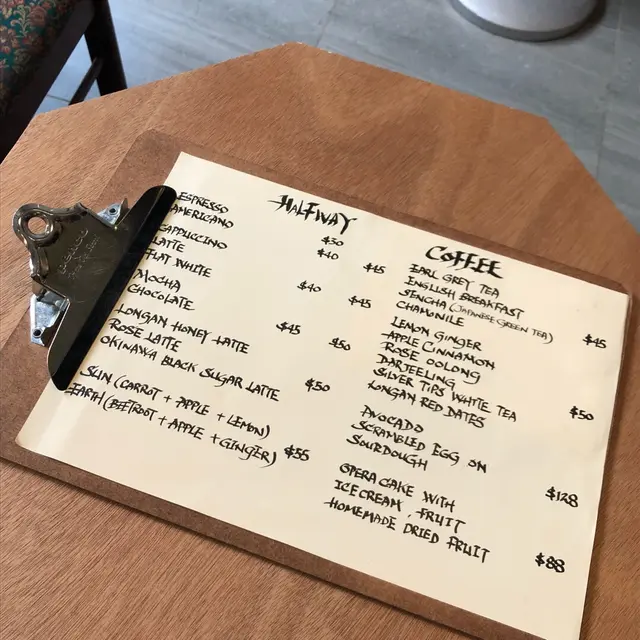 HALFWAY COFFEE
ESPRESSO $30
AMERICANO $40 $45
CAPPUCCINO
LATTE
FLAT WHITE $40 $45
MOCHA
CHOCOLATE $45 $50
LONGAN HONEY LATTE
ROSE LATTE
OKINAWA BLACK SUGAR LATTE $50
SUN (CARROT + APPLE + LEMON)
EARTH (BEETROOT + APPLE + GINGER) $55
EARL GREY TEA
ENGLISH BREAKFAST
SENCHA (JAPANESE GREEN TEA) $45
CHAMONILE
LEMON GINGER
APPLE CINNAMON
ROSE OOLONG
DARJEELING
SILVER TIPS WHITE TEA $50
LONGAN RED DATES
AVOCADO
SCRAMBLED EGG ON
SOURDOUGH $128
OPERA CAKE WITH
ICE CREAM, FRUIT
HOMEMADE DRIED FRUIT $88